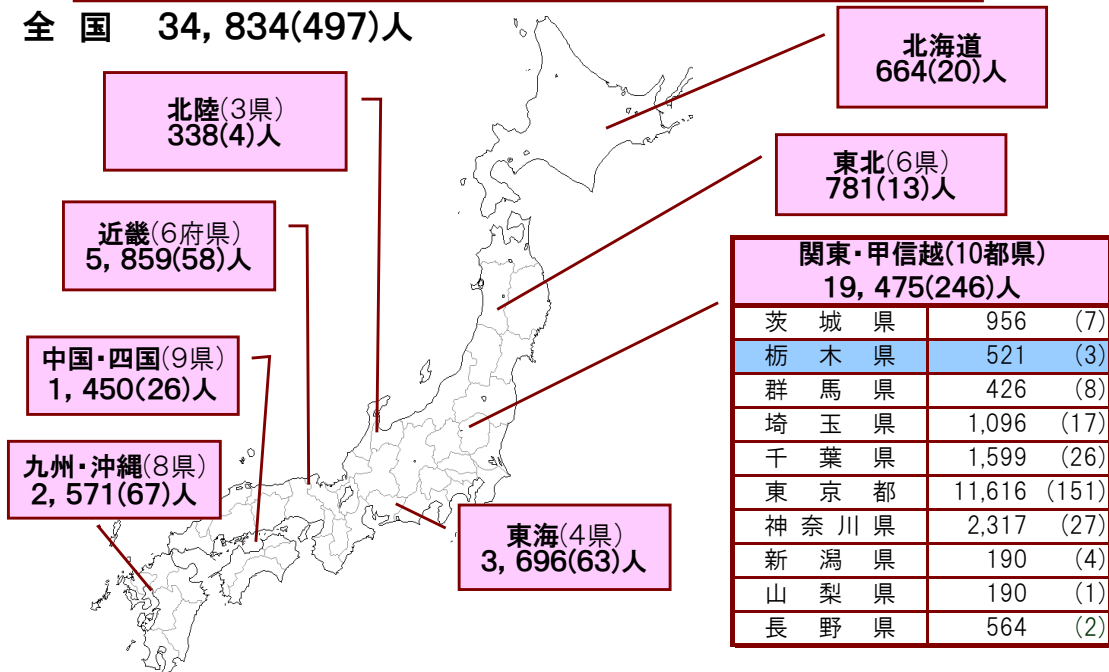 全 国 34, 834(497)人
北海道
664(20)人
北陸(3県)
338(4)人
東北(6県)
781(13)人
近畿(6府県)
5, 859(58)人
関東・甲信越(10都県)
19, 475(246)人
茨城県 956 (7)
栃木県 521 (3)
群馬県 426 (8)
埼玉県 1,096 (17)
千葉県 1,599 (26)
東京都 11,616 (151)
神奈川県 2,317 (27)
新潟県 190 (4)
山梨県 190 (1)
長野県 564 (2)
中国・四国(9県)
1, 450(26)人
九州・沖縄(8県)
2, 571(67)人
東海(4県)
3, 696(63)人